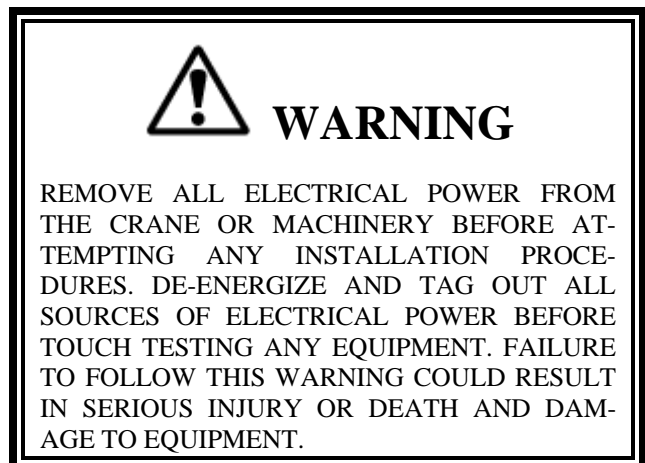 WARNING
REMOVE ALL ELECTRICAL POWER FROM
THE CRANE OR MACHINERY BEFORE AT-
TEMPTING ANY INSTALLATION PROCE-
DURES. DE-ENERGIZE AND TAG OUT ALL
SOURCES OF ELECTRICAL POWER BEFORE
TOUCH TESTING ANY EQUIPMENT. FAILURE
TO FOLLOW THIS WARNING COULD RESULT
IN SERIOUS INJURY OR DEATH AND DAM-
AGE TO EQUIPMENT.